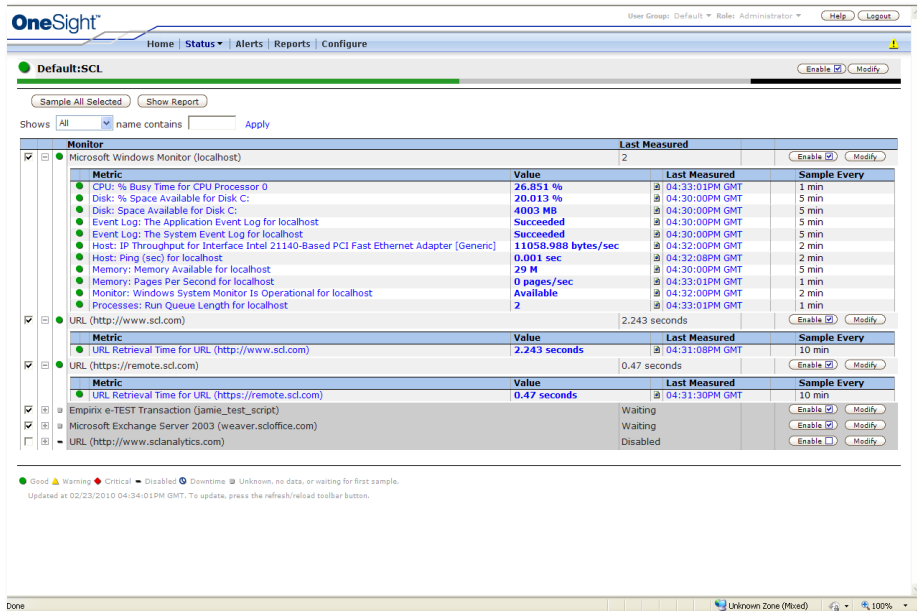 OneSight™
User Group: Default Role: Administrator Help Logout
Home | Status | Alerts | Reports | Configure
Default:SCL Enable Modify
Sample All Selected Show Report
Shows All name contains Apply
Monitor Last Measured
Microsoft Windows Monitor (localhost) 2 Enable Modify
Metric Value Last Measured Sample Every
CPU: % Busy Time for CPU Processor 0 26.851 % 04:33:01PM GMT 1 min
Disk: % Space Available for Disk C: 20.013 % 04:30:00PM GMT 5 min
Disk: Space Available for Disk C: 4003 MB 04:30:00PM GMT 5 min
Event Log: The Application Event Log for localhost Succeeded 04:30:00PM GMT 5 min
Event Log: The System Event Log for localhost Succeeded 04:30:00PM GMT 5 min
Host: IP Throughput for Interface Intel 21140-Based PCI Fast Ethernet Adapter [Generic] 11058.988 bytes/sec 04:32:00PM GMT 2 min
Host: Ping (sec) for localhost 0.001 sec 04:32:08PM GMT 2 min
Memory: Memory Available for localhost 29 M 04:30:00PM GMT 5 min
Memory: Pages Per Second for localhost 0 pages/sec 04:33:01PM GMT 1 min
Monitor: Windows System Monitor Is Operational for localhost Available 04:32:00PM GMT 2 min
Processes: Run Queue Length for localhost 2 04:33:01PM GMT 1 min
URL (http://www.scl.com) 2.243 seconds Enable Modify
Metric Value Last Measured Sample Every
URL Retrieval Time for URL (http://www.scl.com) 2.243 seconds 04:31:08PM GMT 10 min
URL (https://remote.scl.com) 0.47 seconds Enable Modify
Metric Value Last Measured Sample Every
URL Retrieval Time for URL (https://remote.scl.com) 0.47 seconds 04:31:30PM GMT 10 min
Empirix e-TEST Transaction (jamie_test_script) Waiting Enable Modify
Microsoft Exchange Server 2003 (weaver.scloffice.com) Waiting Enable Modify
URL (http://www.sclanalytics.com) Disabled Enable Modify
Good Warning Critical Disabled Downtime Unknown, no data, or waiting for first sample.
Updated at 02/23/2010 04:34:01PM GMT. To update, press the refresh/reload toolbar button.
Done Unknown Zone (Mixed) 100%